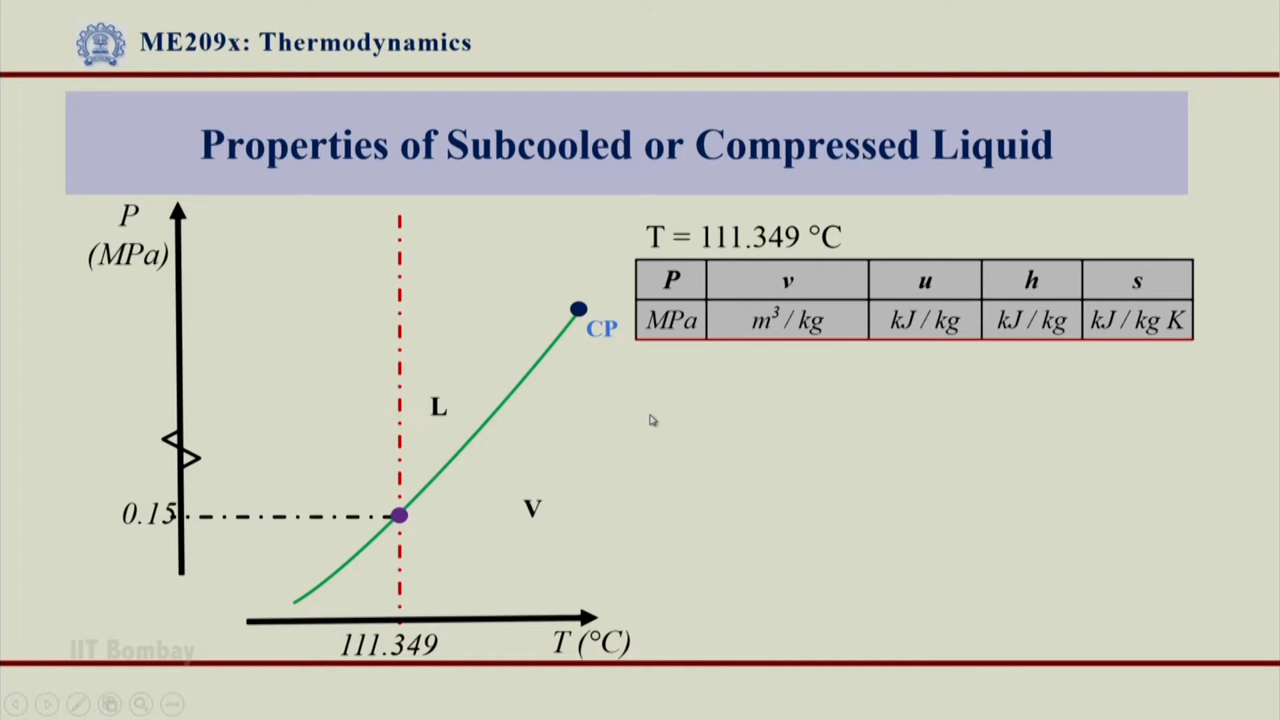 ME209x: Thermodynamics
Properties of Subcooled or Compressed Liquid
P
(MPa)
T = 111.349 °C
P v u h s
MPa m³ / kg kJ / kg kJ / kg kJ / kg K
CP
L
V
0.15
111.349
T (°C)
IIT Bombay